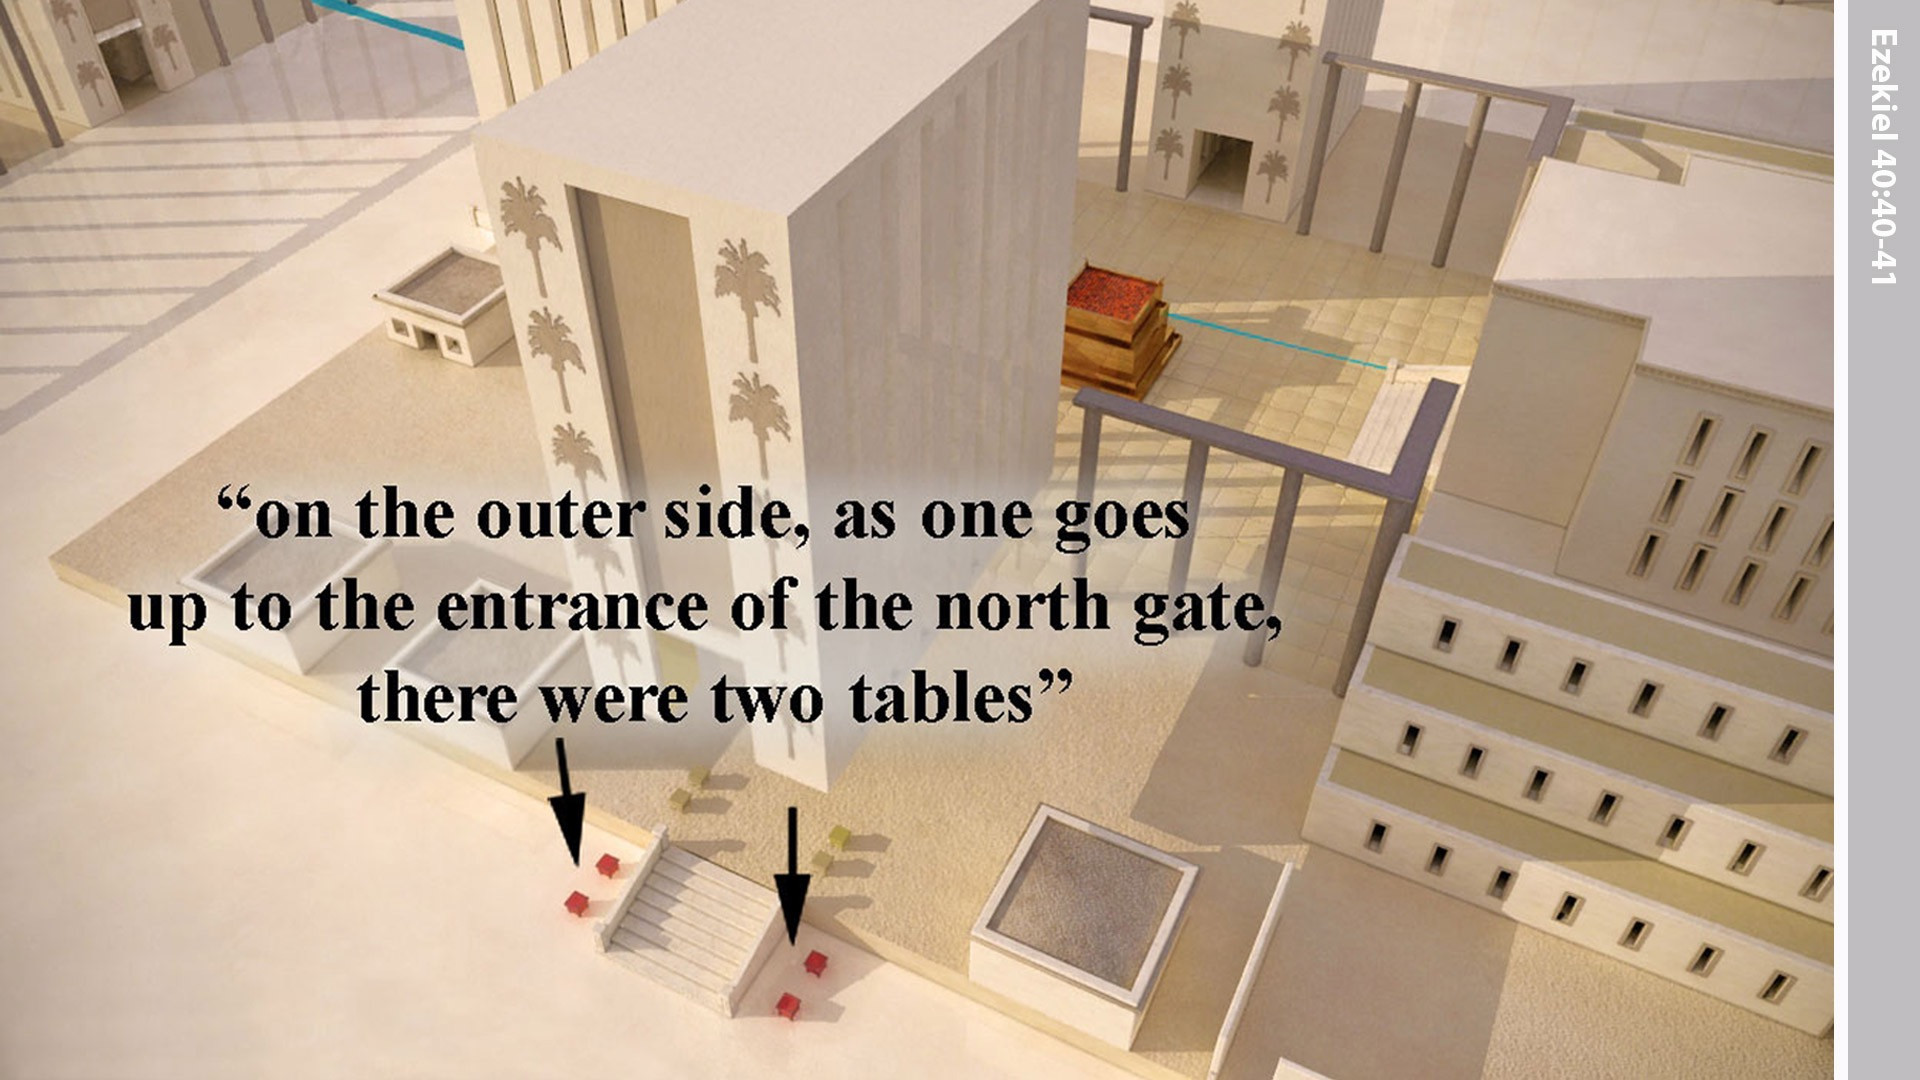 “on the outer side, as one goes
up to the entrance of the north gate,
there were two tables”
Ezekiel 40:40-41